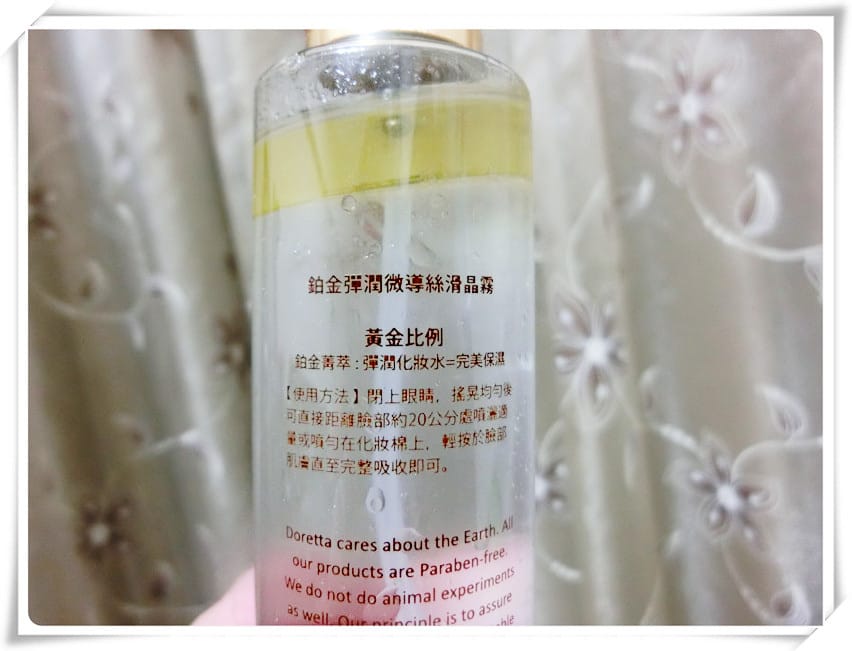 鉑金彈潤微導絲滑晶霧
黃金比例
鉑金菁萃:彈潤化妝水=完美保濕
【使用方法】閉上眼睛，搖晃均勻後
可直接距離臉部約20公分處噴灑適
量或噴勻在化妝棉上，輕按於臉部
肌膚直至完整吸收即可。
Doretta cares about the Earth. All
our products are Paraben-free.
We do not do animal experiments
as well. Our principle is to assure